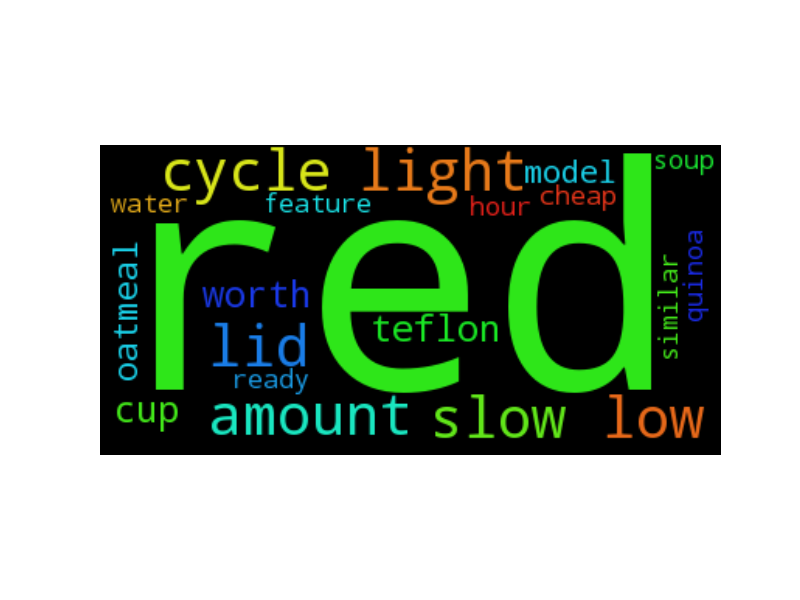 cycle
light
model
soup
water
feature
hour
cheap
red
oatmeal
worth
teflon
similar
quinoa
lid
ready
cup
amount
slow
low